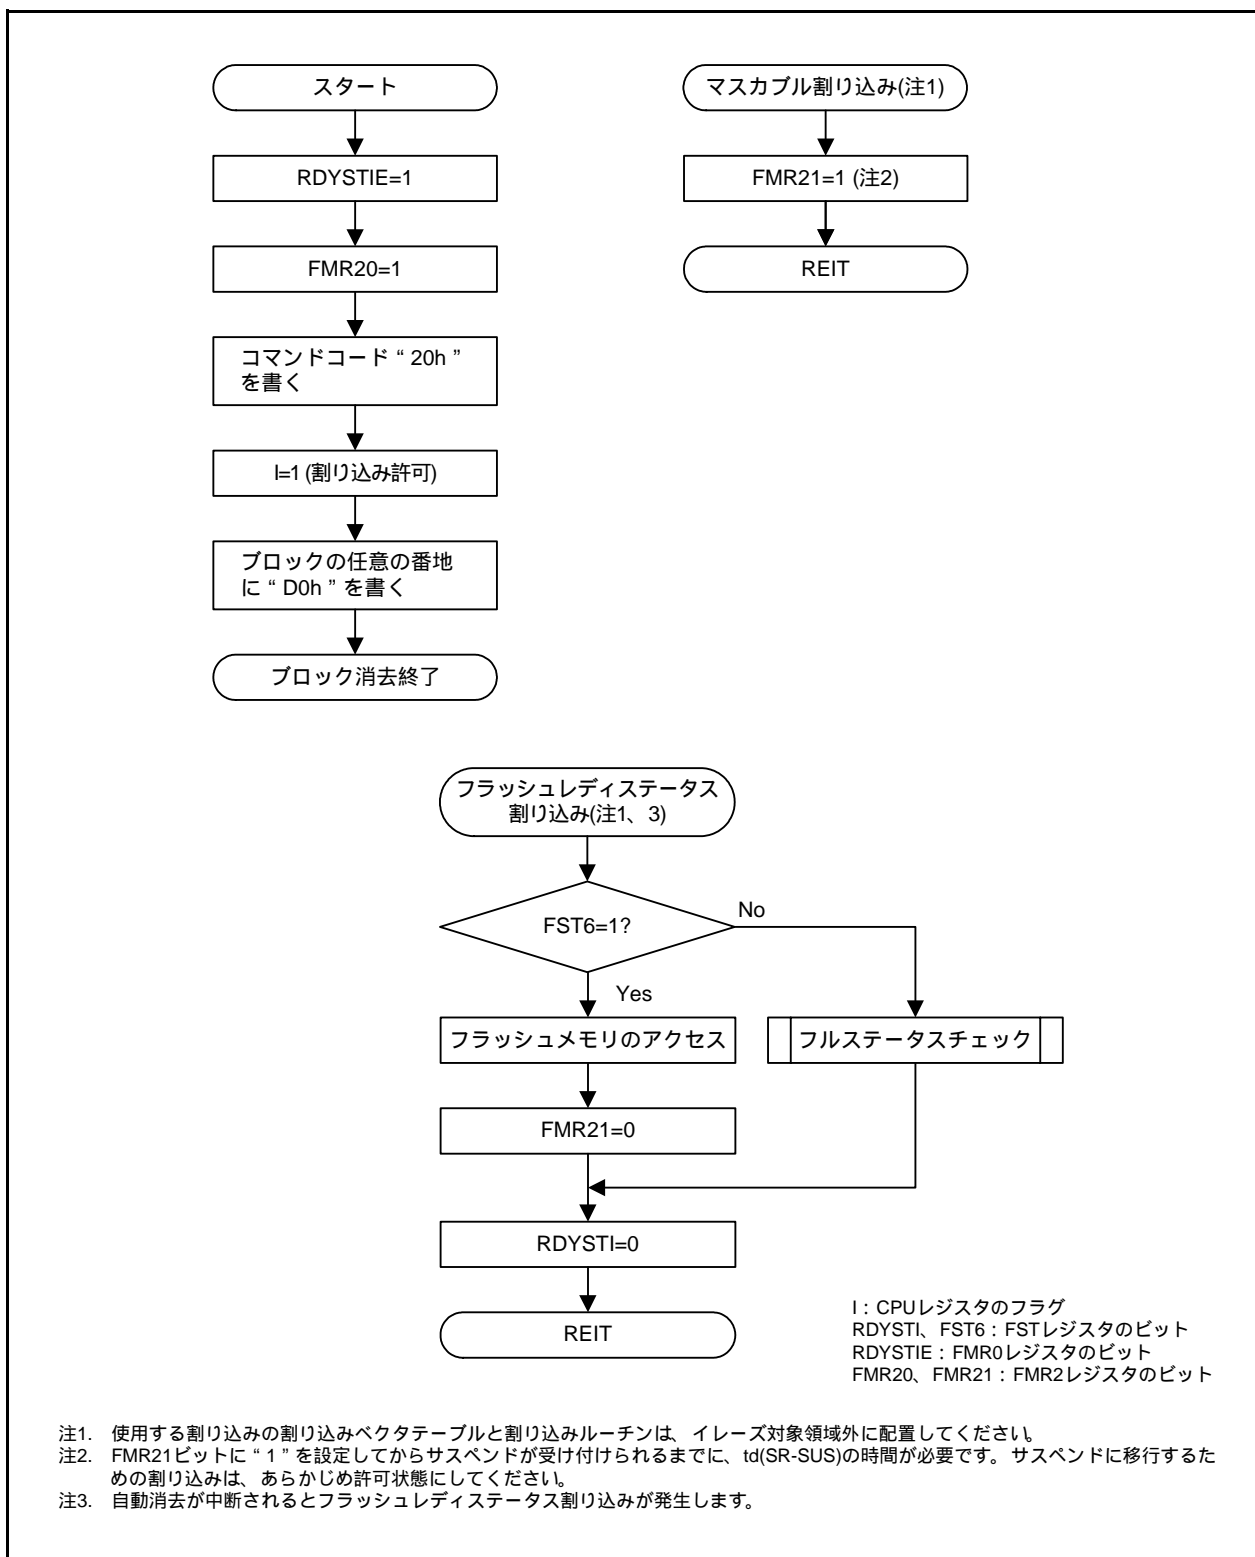 スタート
RDYSTIE=1
FMR20=1
コマンドコード“ 20h ”
を書く
I=1 (割り込み許可)
ブロックの任意の番地
に“ D0h ”を書く
ブロック消去終了
マスカブル割り込み(注1)
FMR21=1 (注2)
REIT
フラッシュレディステータス
割り込み(注1、3)
FST6=1?
No
Yes
フラッシュメモリのアクセス
フルステータスチェック
FMR21=0
RDYSTI=0
REIT
I : CPUレジスタのフラグ
RDYSTI、FST6 : FSTレジスタのビット
RDYSTIE : FMR0レジスタのビット
FMR20、FMR21 : FMR2レジスタのビット
注1. 使用する割り込みの割り込みベクタテーブルと割り込みルーチンは、イレーズ対象領域外に配置してください。
注2. FMR21ビットに“ 1 ”を設定してからサスペンドが受け付けられるまでに、td(SR-SUS)の時間が必要です。サスペンドに移行するた
めの割り込みは、あらかじめ許可状態にしてください。
注3. 自動消去が中断されるとフラッシュレディステータス割り込みが発生します。